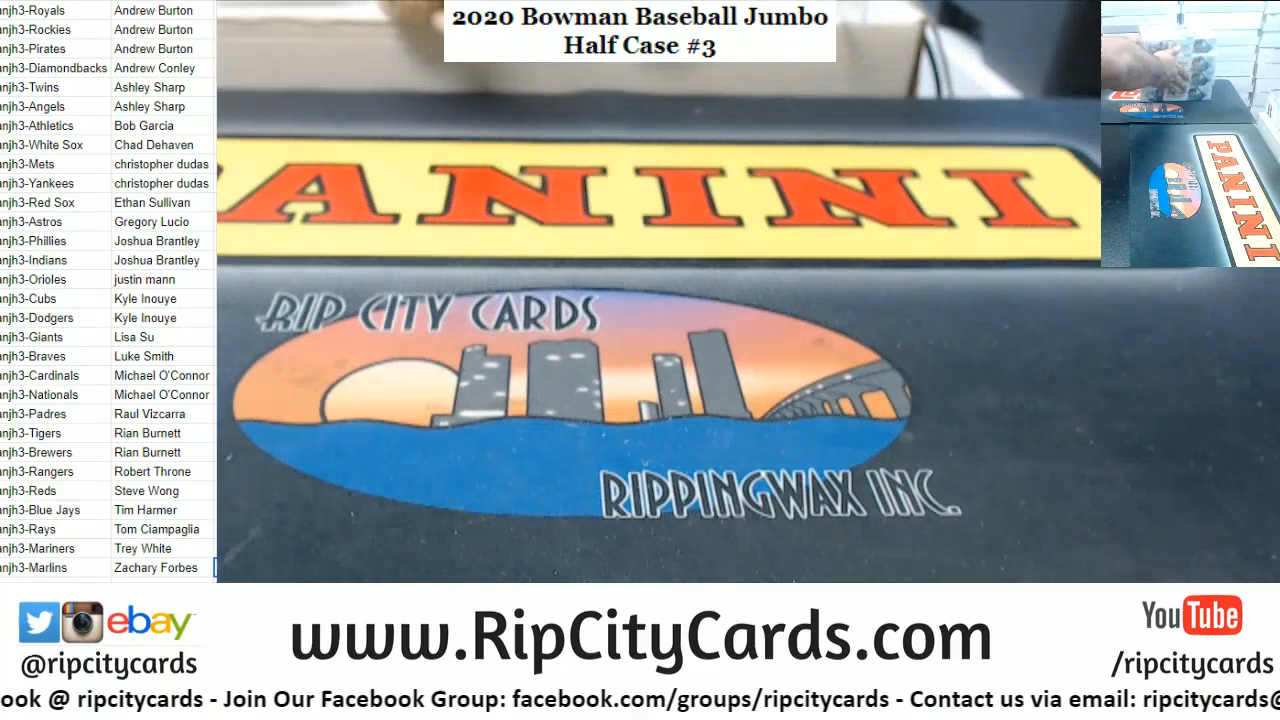 anjh3-Royals Andrew Burton
anjh3-Rockies Andrew Burton
anjh3-Pirates Andrew Burton
anjh3-Diamondbacks Andrew Conley
anjh3-Twins Ashley Sharp
anjh3-Angels Ashley Sharp
anjh3-Athletics Bob Garcia
anjh3-White Sox Chad Dehaven
anjh3-Mets christopher dudas
anjh3-Yankees christopher dudas
anjh3-Red Sox Ethan Sullivan
anjh3-Astros Gregory Lucio
anjh3-Phillies Joshua Brantley
anjh3-Indians Joshua Brantley
anjh3-Orioles justin mann
anjh3-Cubs Kyle Inouye
anjh3-Dodgers Kyle Inouye
anjh3-Giants Lisa Su
anjh3-Braves Luke Smith
anjh3-Cardinals Michael O'Connor
anjh3-Nationals Michael O'Connor
anjh3-Padres Raul Vizcarra
anjh3-Tigers Rian Burnett
anjh3-Brewers Rian Burnett
anjh3-Rangers Robert Throne
anjh3-Reds Steve Wong
anjh3-Blue Jays Tim Harmer
anjh3-Rays Tom Ciampaglia
anjh3-Mariners Trey White
anjh3-Marlins Zachary Forbes
2020 Bowman Baseball Jumbo
Half Case #3
PANINI
RIP CITY CARDS
RIPPINGWAX INC.
PANINI
ebay
@ripcitycards
www.RipCityCards.com
YouTube
/ripcitycards
ook @ ripcitycards - Join Our Facebook Group: facebook.com/groups/ripcitycards - Contact us via email: ripcitycards@